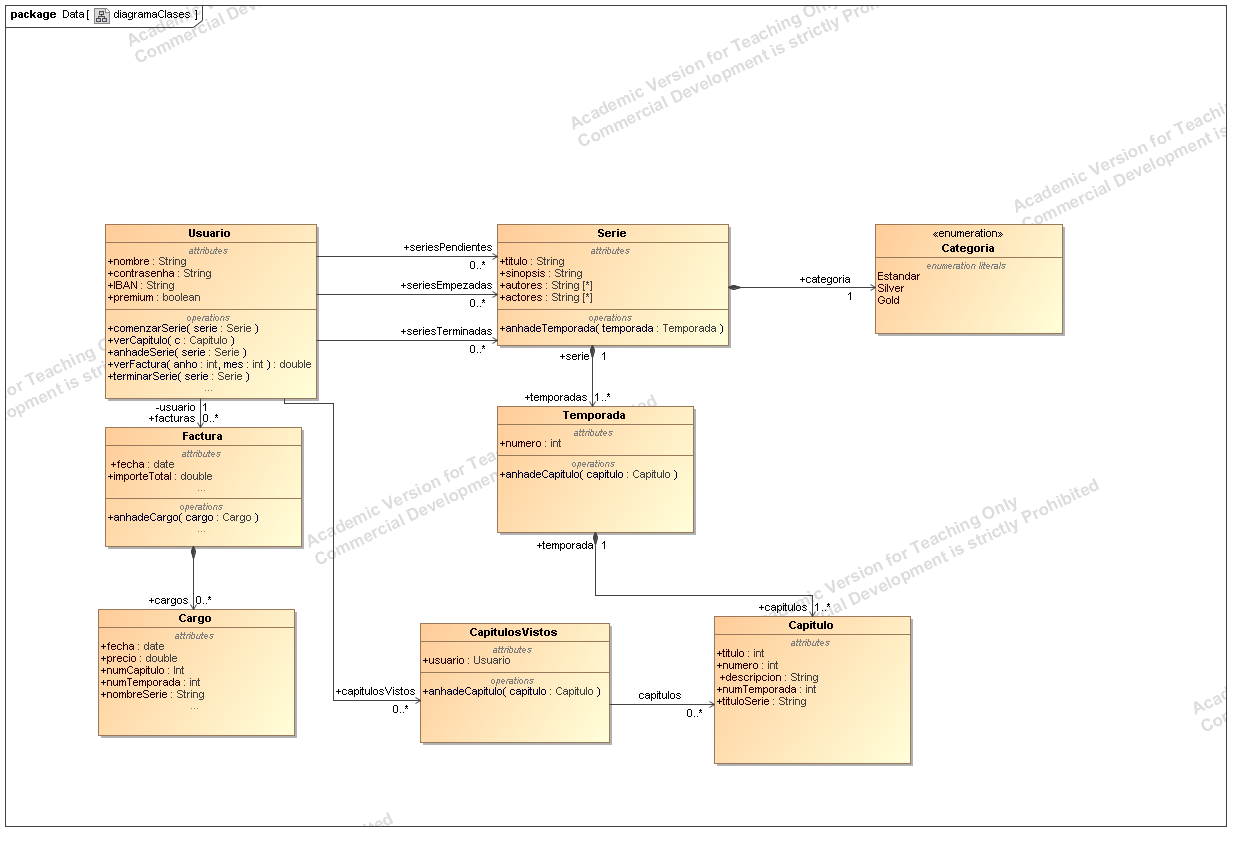 package Data[ diagramaClases ]
Academic Version for Teaching Only
Commercial Development is strictly Prohibited
Usuario
attributes
+nombre : String
+contrasenha : String
+IBAN : String
+premium : boolean
operations
+comenzarSerie( serie : Serie )
+verCapitulo( c : Capitulo )
+anhadeSerie( serie : Serie )
+verFactura( anho : int, mes : int ) : double
+terminarSerie( serie : Serie )
...
+seriesPendientes
0..*
+seriesEmpezadas
0..*
+seriesTerminadas
0..*
Serie
attributes
+titulo : String
+sinopsis : String
+autores : String [*]
+actores : String [*]
operations
+anhadeTemporada( temporada : Temporada )
+categoria
1
«enumeration»
Categoria
enumeration literals
Estandar
Silver
Gold
+serie 1
+temporadas 1..*
-usuario 1
+facturas 0..*
Factura
attributes
+fecha : date
+importeTotal : double
...
operations
+anhadeCargo( cargo : Cargo )
...
Temporada
attributes
+numero : int
operations
+anhadeCapitulo( capitulo : Capitulo )
+temporada 1
+capitulos 1..*
+cargos 0..*
Cargo
attributes
+fecha : date
+precio : double
+numCapitulo : Int
+numTemporada : int
+nombreSerie : String
...
+capitulosVistos
0..*
CapitulosVistos
attributes
+usuario : Usuario
operations
+anhadeCapitulo( capitulo : Capitulo )
capitulos
0..*
Capitulo
attributes
+titulo : int
+numero : int
+descripcion : String
+numTemporada : int
+tituloSerie : String